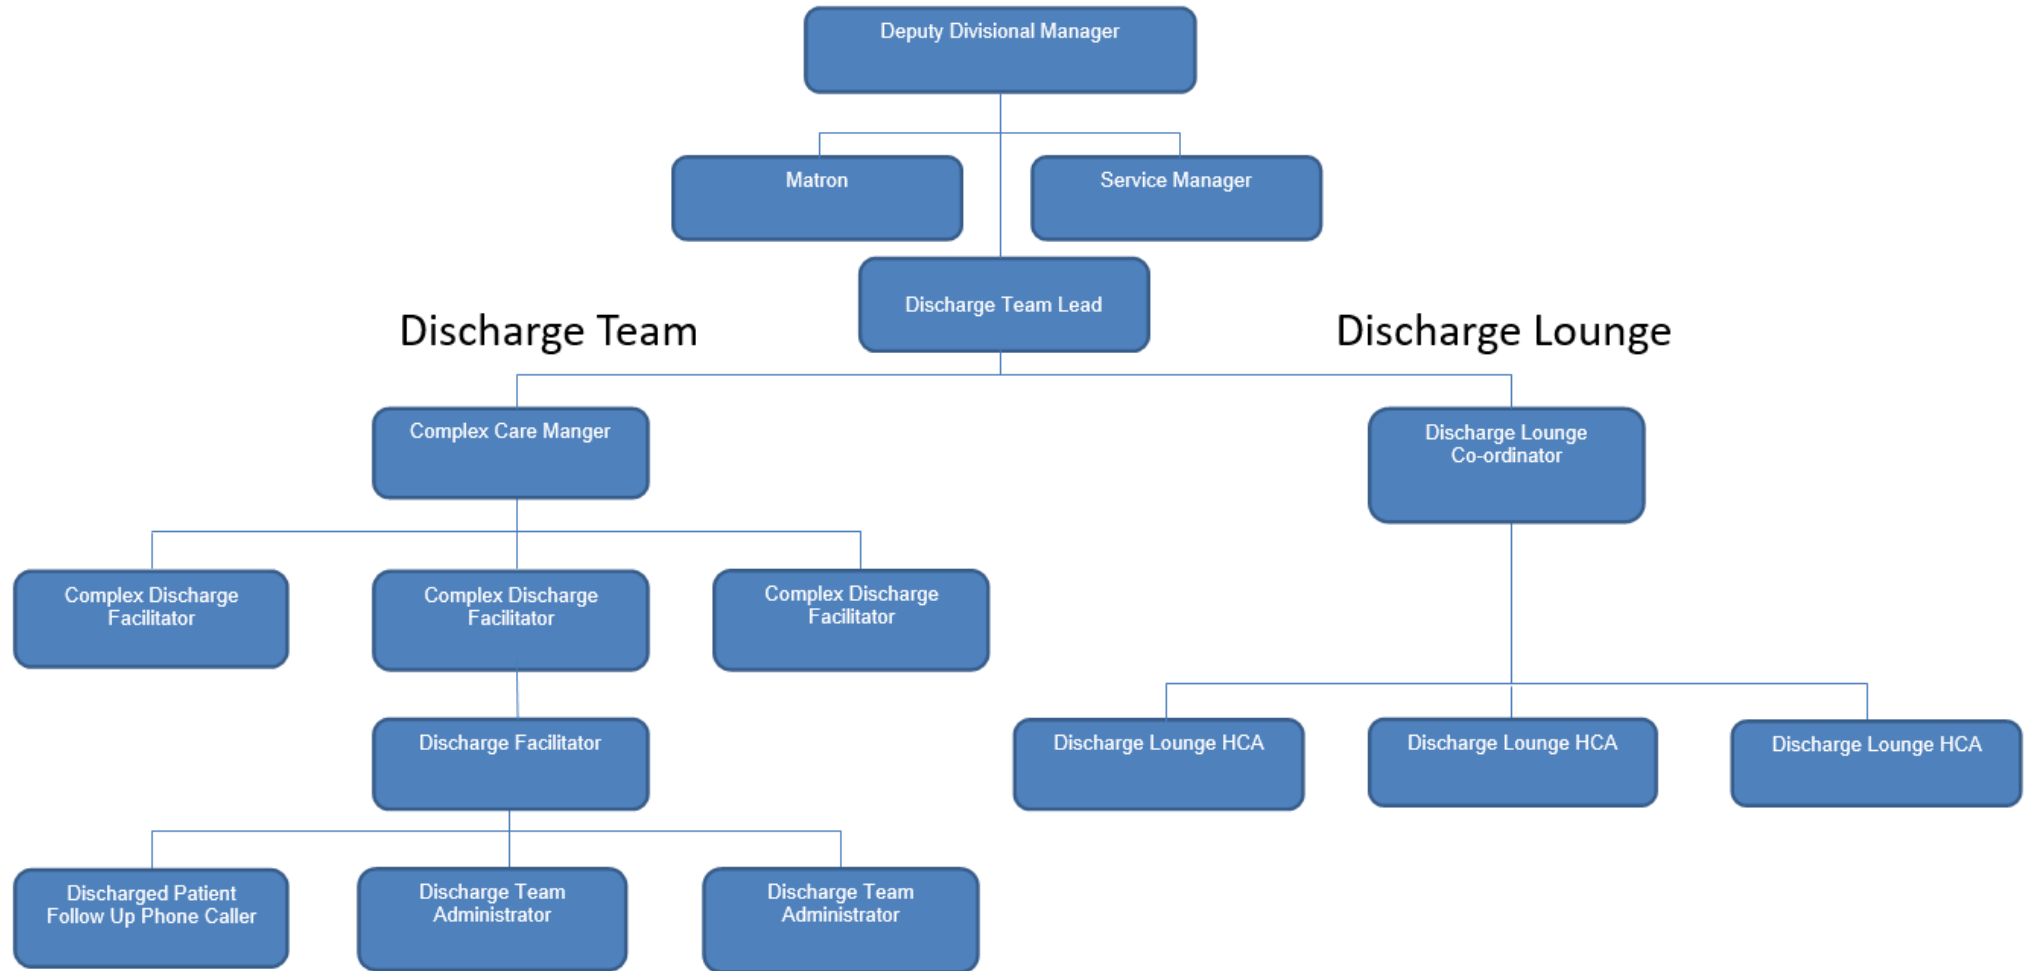 Deputy Divisional Manager
Matron
Service Manager
Discharge Team Lead
Discharge Team
Discharge Lounge
Complex Care Manger
Discharge Lounge
Co-ordinator
Complex Discharge
Facilitator
Complex Discharge
Facilitator
Complex Discharge
Facilitator
Discharge Facilitator
Discharge Lounge HCA
Discharge Lounge HCA
Discharge Lounge HCA
Discharged Patient
Follow Up Phone Caller
Discharge Team
Administrator
Discharge Team
Administrator